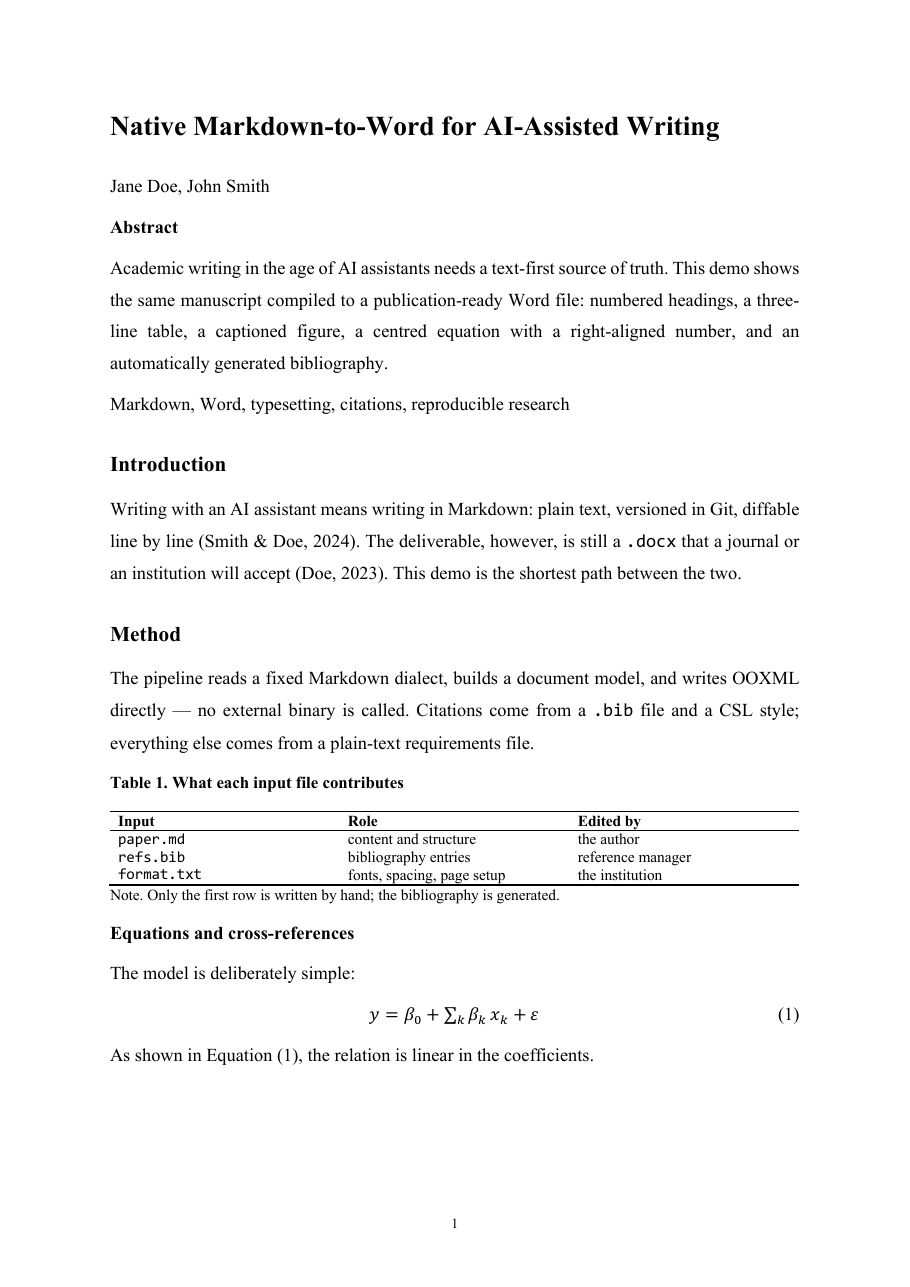 Native Markdown-to-Word for AI-Assisted Writing
Jane Doe, John Smith
Abstract
Academic writing in the age of AI assistants needs a text-first source of truth. This demo shows
the same manuscript compiled to a publication-ready Word file: numbered headings, a three-
line table, a captioned figure, a centred equation with a right-aligned number, and an
automatically generated bibliography.
Markdown, Word, typesetting, citations, reproducible research
Introduction
Writing with an AI assistant means writing in Markdown: plain text, versioned in Git, diffable
line by line (Smith & Doe, 2024). The deliverable, however, is still a .docx that a journal or
an institution will accept (Doe, 2023). This demo is the shortest path between the two.
Method
The pipeline reads a fixed Markdown dialect, builds a document model, and writes OOXML
directly — no external binary is called. Citations come from a .bib file and a CSL style;
everything else comes from a plain-text requirements file.
Table 1. What each input file contributes
Input Role Edited by
paper.md content and structure the author
refs.bib bibliography entries reference manager
format.txt fonts, spacing, page setup the institution
Note. Only the first row is written by hand; the bibliography is generated.
Equations and cross-references
The model is deliberately simple:
y = β₀ + ∑ₖ βₖ xₖ + ε (1)
As shown in Equation (1), the relation is linear in the coefficients.
1